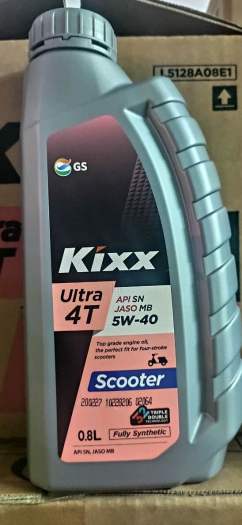 L5128A08E1
GS
Kixx
Ultra
4T
API SN
JASO MB
5W-40
Top grade engine oil,
the perfect fit for four-stroke
scooters
Scooter
TRIPLE
DOUBLE
TECHNOLOGY
0.8L
Fully Synthetic
API SN, JASO MB
4T